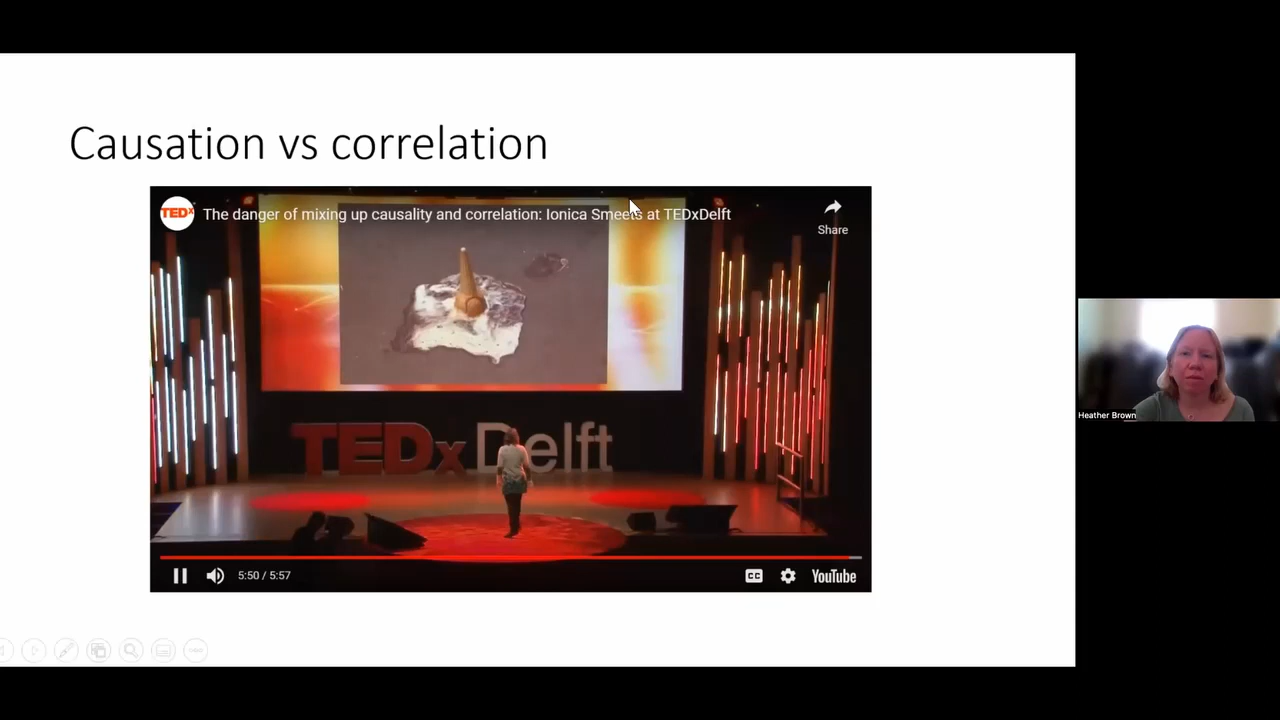 Causation vs correlation
TEDx
The danger of mixing up causality and correlation: Ionica Smeets at TEDxDelft
Share
TEDxDelft
5:50 / 5:57
CC
YouTube
Heather Brown